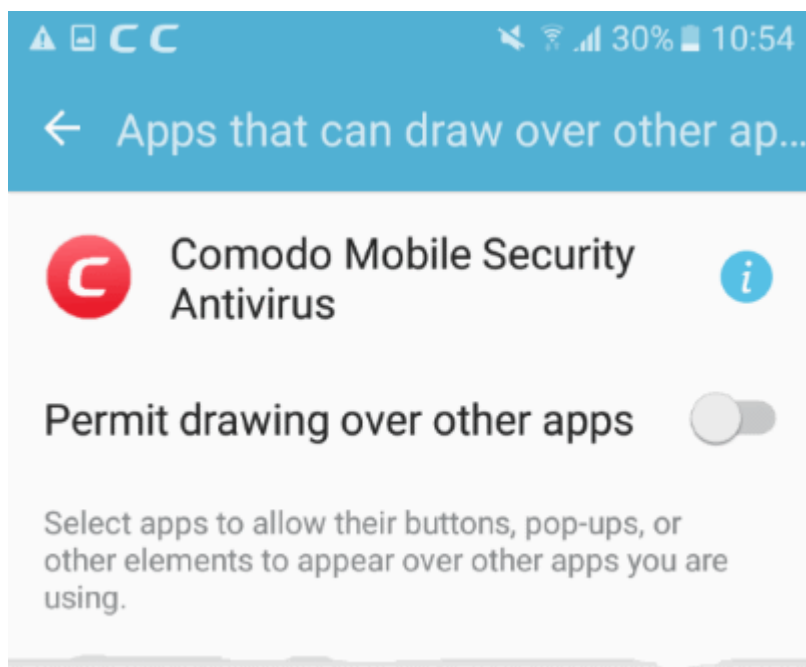 C C 30% 10:54
Apps that can draw over other ap...
C Comodo Mobile Security
Antivirus
i
Permit drawing over other apps
Select apps to allow their buttons, pop-ups, or
other elements to appear over other apps you are
using.